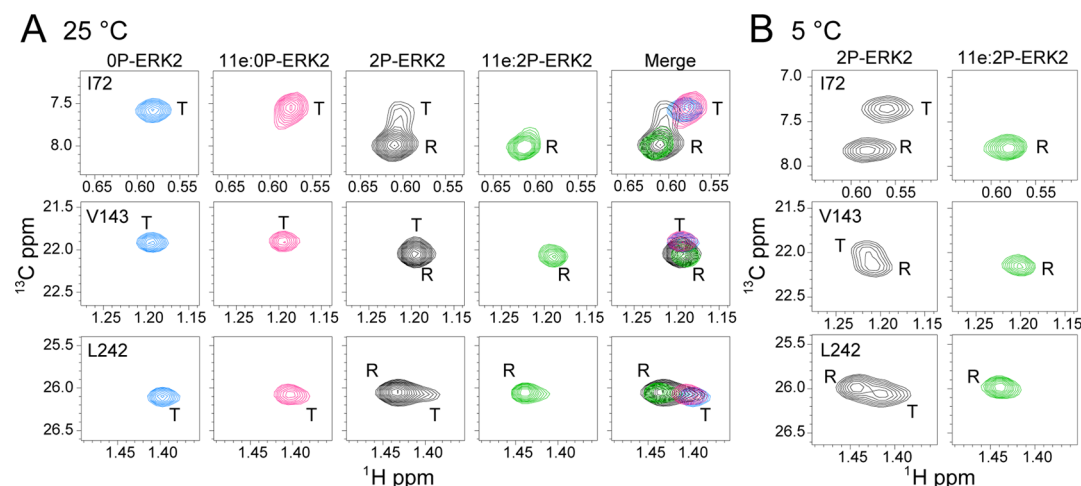 A 25 °C
0P-ERK2 11e:0P-ERK2 2P-ERK2 11e:2P-ERK2 Merge
I72
7.5
8.0
T T T R R T R
0.65 0.60 0.55 0.65 0.60 0.55 0.65 0.60 0.55 0.65 0.60 0.55 0.65 0.60 0.55
V143
21.5
22.0
22.5
T T T R R T R
1.25 1.20 1.15 1.25 1.20 1.15 1.25 1.20 1.15 1.25 1.20 1.15 1.25 1.20 1.15
L242
25.5
26.0
26.5
T T R T R R T
1.45 1.40 1.45 1.40 1.45 1.40 1.45 1.40 1.45 1.40
13C ppm
1H ppm
B 5 °C
2P-ERK2 11e:2P-ERK2
I72
7.0
7.5
8.0
T R R
0.60 0.55 0.60 0.55
V143
21.5
22.0
22.5
T R R
1.25 1.20 1.15 1.25 1.20 1.15
L242
25.5
26.0
26.5
R T R
1.45 1.40 1.45 1.40
1H ppm